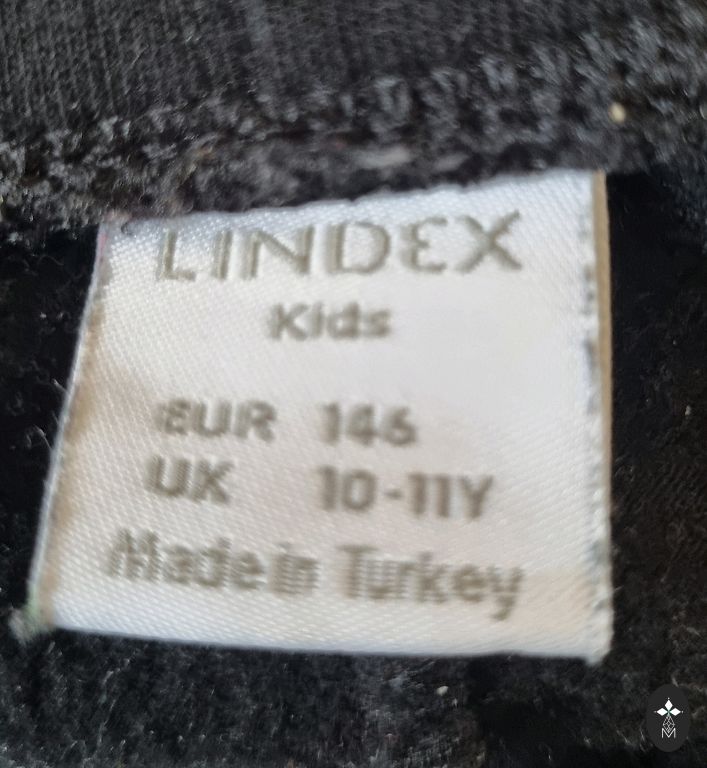 LINDEX
Kids
EUR 146
UK 10-11Y
Made in Turkey
M